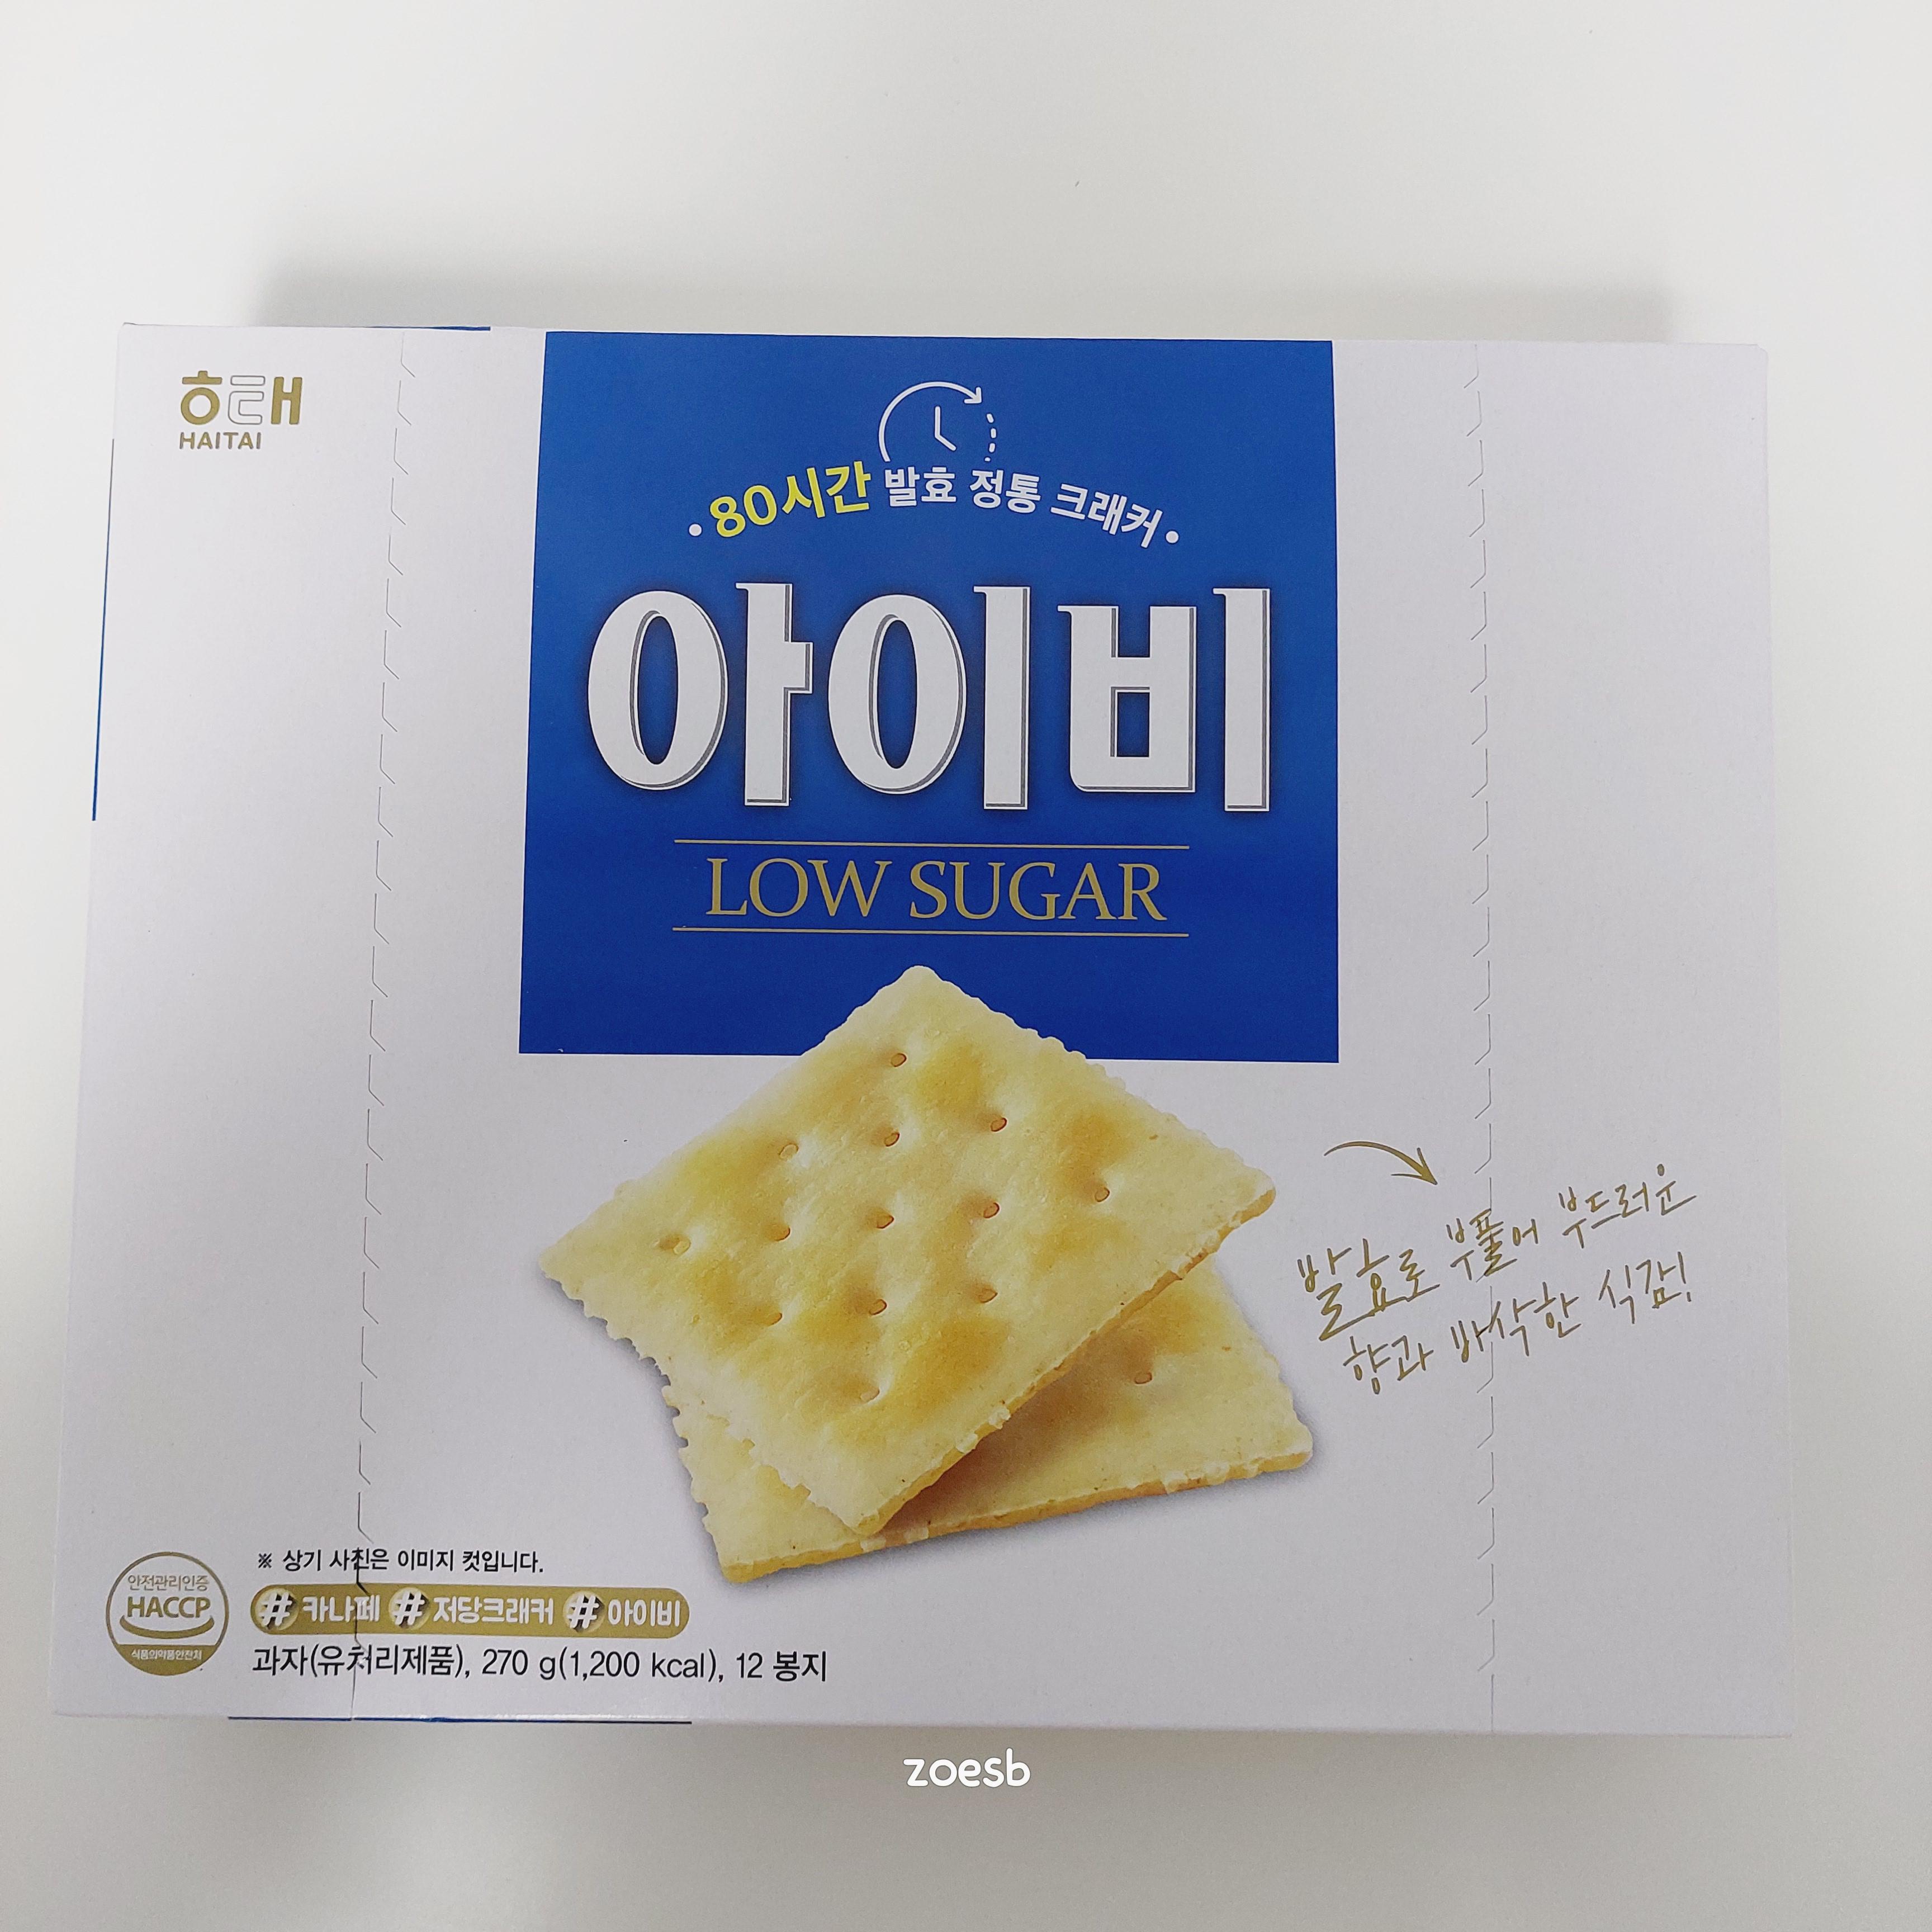 해태
HAITAI
• 80시간 발효 정통 크래커 •
아이비
LOW SUGAR
발효로 부풀어 부드러운
향과 바삭한 식감!
※ 상기 사진은 이미지 컷입니다.
안전관리인증
HACCP
식품의약품안전처
# 카나페 # 저당크래커 # 아이비
과자(유처리제품), 270 g(1,200 kcal), 12 봉지
zoesb